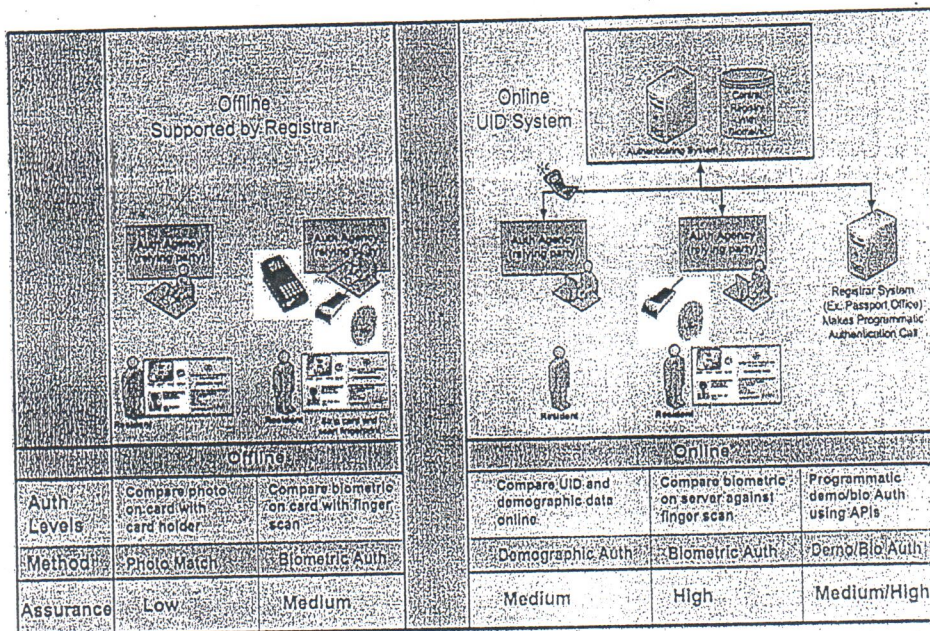 Offline
Supported by Registrar
Online
UID System
Central
Authenticating System
Auth Agency
(relying party)
Auth Agency
(relying party)
Auth Agency
(relying party)
Auth Agency
(relying party)
Registrar System
(Ex. Passport Office)
Makes Programmatic
Authentication Call
Resident
Resident
Resident
Resident
Offline
Online
Auth
Levels
Compare photo
on card with
card holder
Compare biometric
on card with finger
scan
Compare UID and
demographic data
online
Compare biometric
on server against
finger scan
Programmatic
demo/bio Auth
using APIs
Method
Photo Match
Biometric Auth
Demographic Auth
Biometric Auth
Demo/Bio Auth
Assurance
Low
Medium
Medium
High
Medium/High